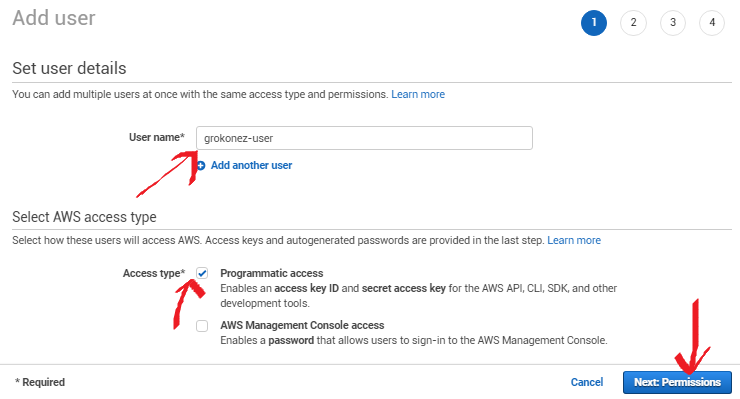 Add user
1 2 3 4
Set user details
You can add multiple users at once with the same access type and permissions. Learn more
User name* grokonez-user
Add another user
Select AWS access type
Select how these users will access AWS. Access keys and autogenerated passwords are provided in the last step. Learn more
Access type* Programmatic access
Enables an access key ID and secret access key for the AWS API, CLI, SDK, and other
development tools.
AWS Management Console access
Enables a password that allows users to sign-in to the AWS Management Console.
* Required Cancel Next: Permissions